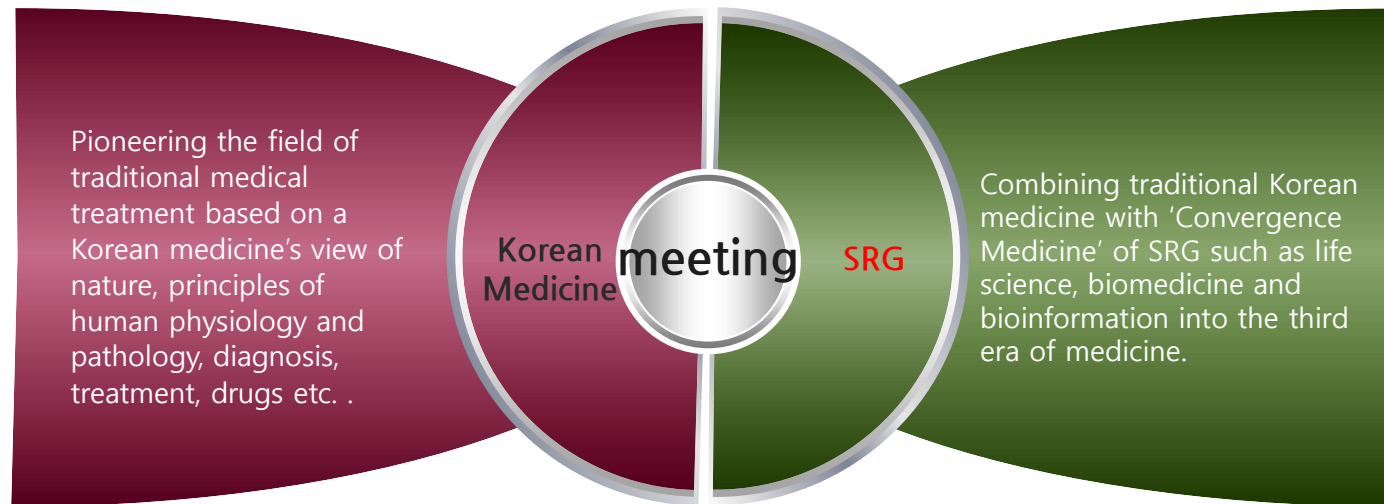 Pioneering the field of
traditional medical
treatment based on a
Korean medicine's view of
nature, principles of
human physiology and
pathology, diagnosis,
treatment, drugs etc. .
Korean
Medicine
meeting
SRG
Combining traditional Korean
medicine with 'Convergence
Medicine' of SRG such as life
science, biomedicine and
bioinformation into the third
era of medicine.